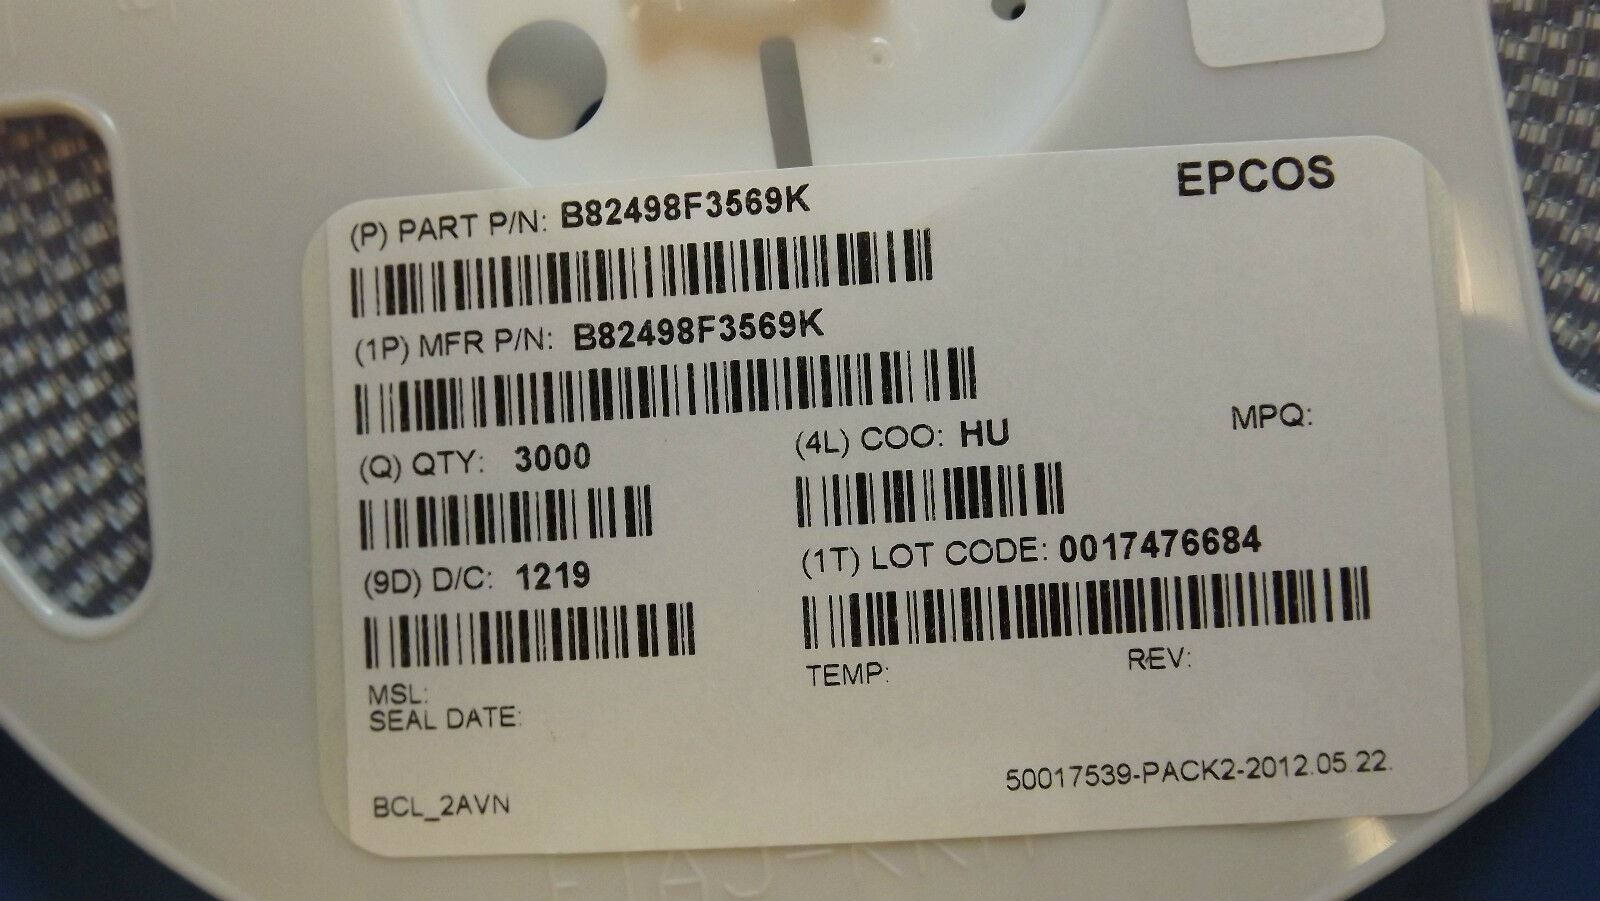 EPCOS
(P) PART P/N: B82498F3569K
(1P) MFR P/N: B82498F3569K
(Q) QTY: 3000
(4L) COO: HU
MPQ:
(9D) D/C: 1219
(1T) LOT CODE: 0017476684
MSL:
TEMP:
REV:
SEAL DATE:
50017539-PACK2-2012.05.22.
BCL_2AVN